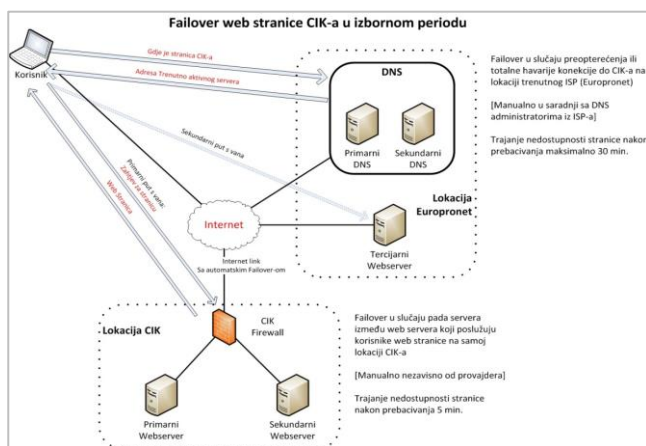 Failover web stranice CIK-a u izbornom periodu
Korisnik
Gdje je stranica CIK-a
Adresa Trenutno aktivnog servera
DNS
Primarni
DNS
Sekundarni
DNS
Failover u slučaju preopterećenja ili
totalne havarije konekcije do CIK-a na
lokaciji trenutnog ISP (Europronet)
[Manualno u saradnji sa DNS
administratorima iz ISP-a]
Trajanje nedostupnosti stranice nakon
prebacivanja maksimalno 30 min.
Sekundarni put s vana
Primarni put s vana:
Zahtjev za stranicu
Web Stranica
Internet
Lokacija
Europronet
Tercijarni
Webserver
Internet link
Sa automatskim Failover-om
Lokacija CIK
CIK
Firewall
Primarni
Webserver
Sekundarni
Webserver
Failover u slučaju pada servera
između web servera koji poslužuju
korisnike web stranice na samoj
lokaciji CIK-a
[Manualno nezavisno od provajdera]
Trajanje nedostupnosti stranice
nakon prebacivanja 5 min.